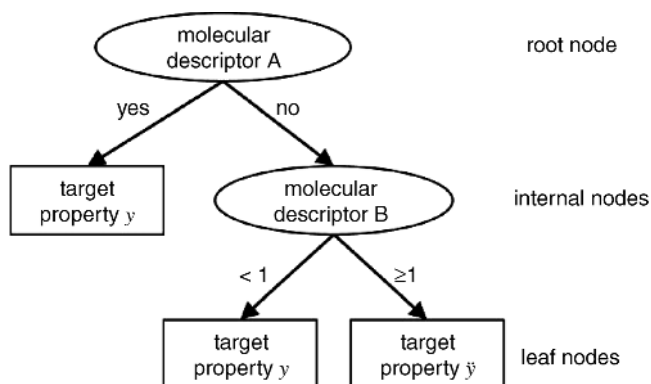 molecular
descriptor A
root node
yes
no
target
property y
molecular
descriptor B
internal nodes
< 1
≥1
target
property y
target
property ÿ
leaf nodes